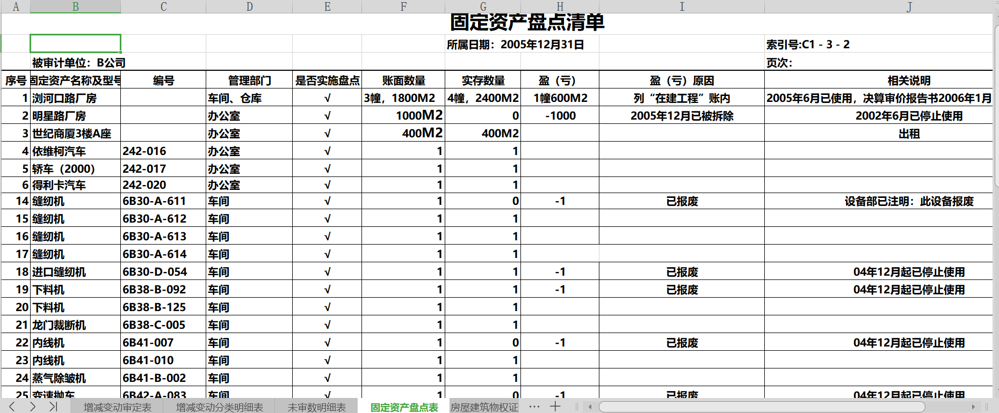 A B C D E F G H I J
固定资产盘点清单
所属日期：2005年12月31日 索引号:C1 - 3 - 2
被审计单位：B公司 页次：
序号 固定资产名称及型号 编号 管理部门 是否实施盘点 账面数量 实存数量 盈（亏） 盈（亏）原因 相关说明
1 浏河口路厂房 车间、仓库 √ 3幢，1800M2 4幢，2400M2 1幢600M2 列“在建工程”账内 2005年6月已使用，决算审价报告书2006年1月
2 明星路厂房 办公室 √ 1000M2 0 -1000 2005年12月已被拆除 2002年6月已停止使用
3 世纪商厦3楼A座 办公室 √ 400M2 400M2 出租
4 依维柯汽车 242-016 办公室 √ 1 1
5 轿车（2000） 242-017 办公室 √ 1 1
6 得利卡汽车 242-020 办公室 √ 1 1
14 缝纫机 6B30-A-611 车间 √ 1 0 -1 已报废 设备部已注明：此设备报废
15 缝纫机 6B30-A-612 车间 √ 1 1
16 缝纫机 6B30-A-613 车间 √ 1 1
17 缝纫机 6B30-A-614 车间 √ 1 1
18 进口缝纫机 6B30-D-054 车间 √ 1 1 -1 已报废 04年12月起已停止使用
19 下料机 6B38-B-092 车间 √ 1 1 -1 已报废 04年12月起已停止使用
20 下料机 6B38-B-125 车间 √ 1 1
21 龙门裁断机 6B38-C-005 车间 √ 1 1
22 内线机 6B41-007 车间 √ 1 0 -1 已报废 04年12月起已停止使用
23 内线机 6B41-010 车间 √ 1 1
24 蒸气除皱机 6B41-B-002 车间 √ 1 1
25 变速抛车 6B42-A-083 车间 √ 1 0 -1 已报废 04年12月起已停止使用
增减变动审定表 增减变动分类明细表 未审数明细表 固定资产盘点表 房屋建筑物权证 ···